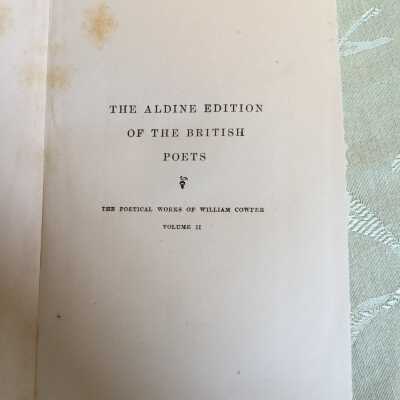 THE ALDINE EDITION
OF THE BRITISH
POETS
THE POETICAL WORKS OF WILLIAM COWPER
VOLUME II